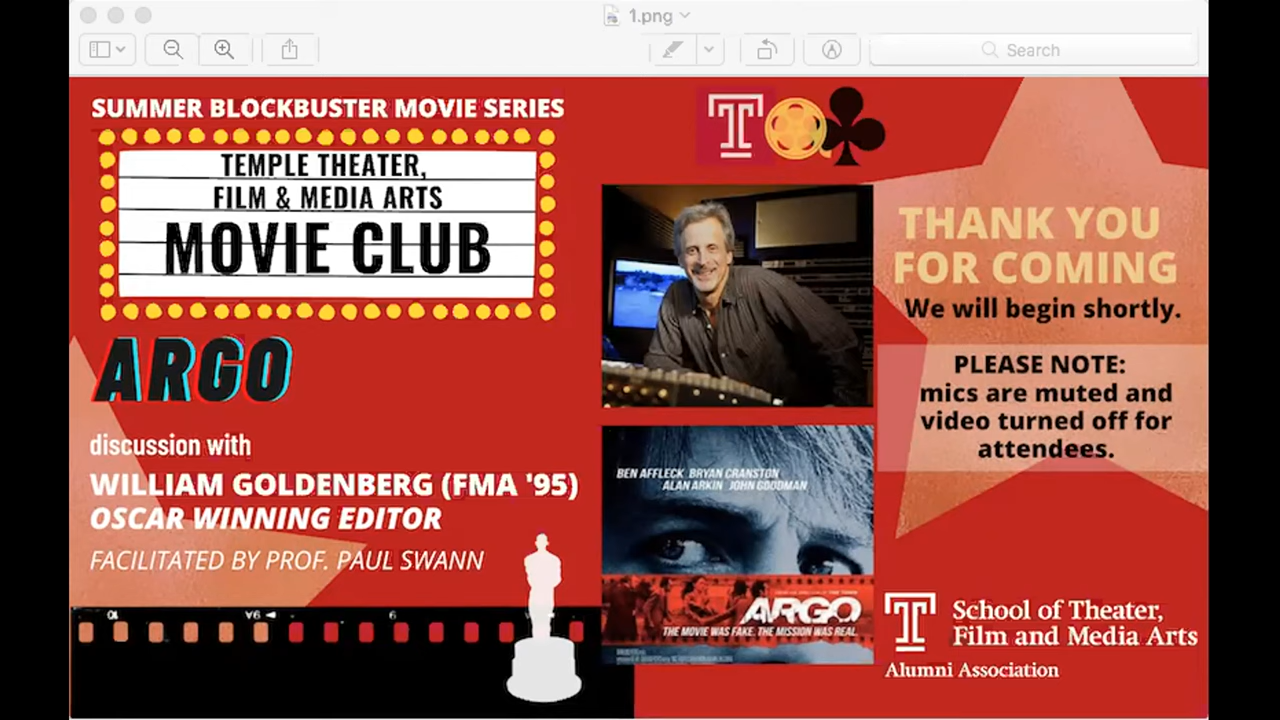 1.png
Search
SUMMER BLOCKBUSTER MOVIE SERIES
TEMPLE THEATER,
FILM & MEDIA ARTS
MOVIE CLUB
ARGO
discussion with
WILLIAM GOLDENBERG (FMA '95)
OSCAR WINNING EDITOR
FACILITATED BY PROF. PAUL SWANN
6
BEN AFFLECK BRYAN CRANSTON
ALAN ARKIN JOHN GOODMAN
ARGO
THE MOVIE WAS FAKE. THE MISSION WAS REAL.
THANK YOU
FOR COMING
We will begin shortly.
PLEASE NOTE:
mics are muted and
video turned off for
attendees.
T
School of Theater,
Film and Media Arts
Alumni Association